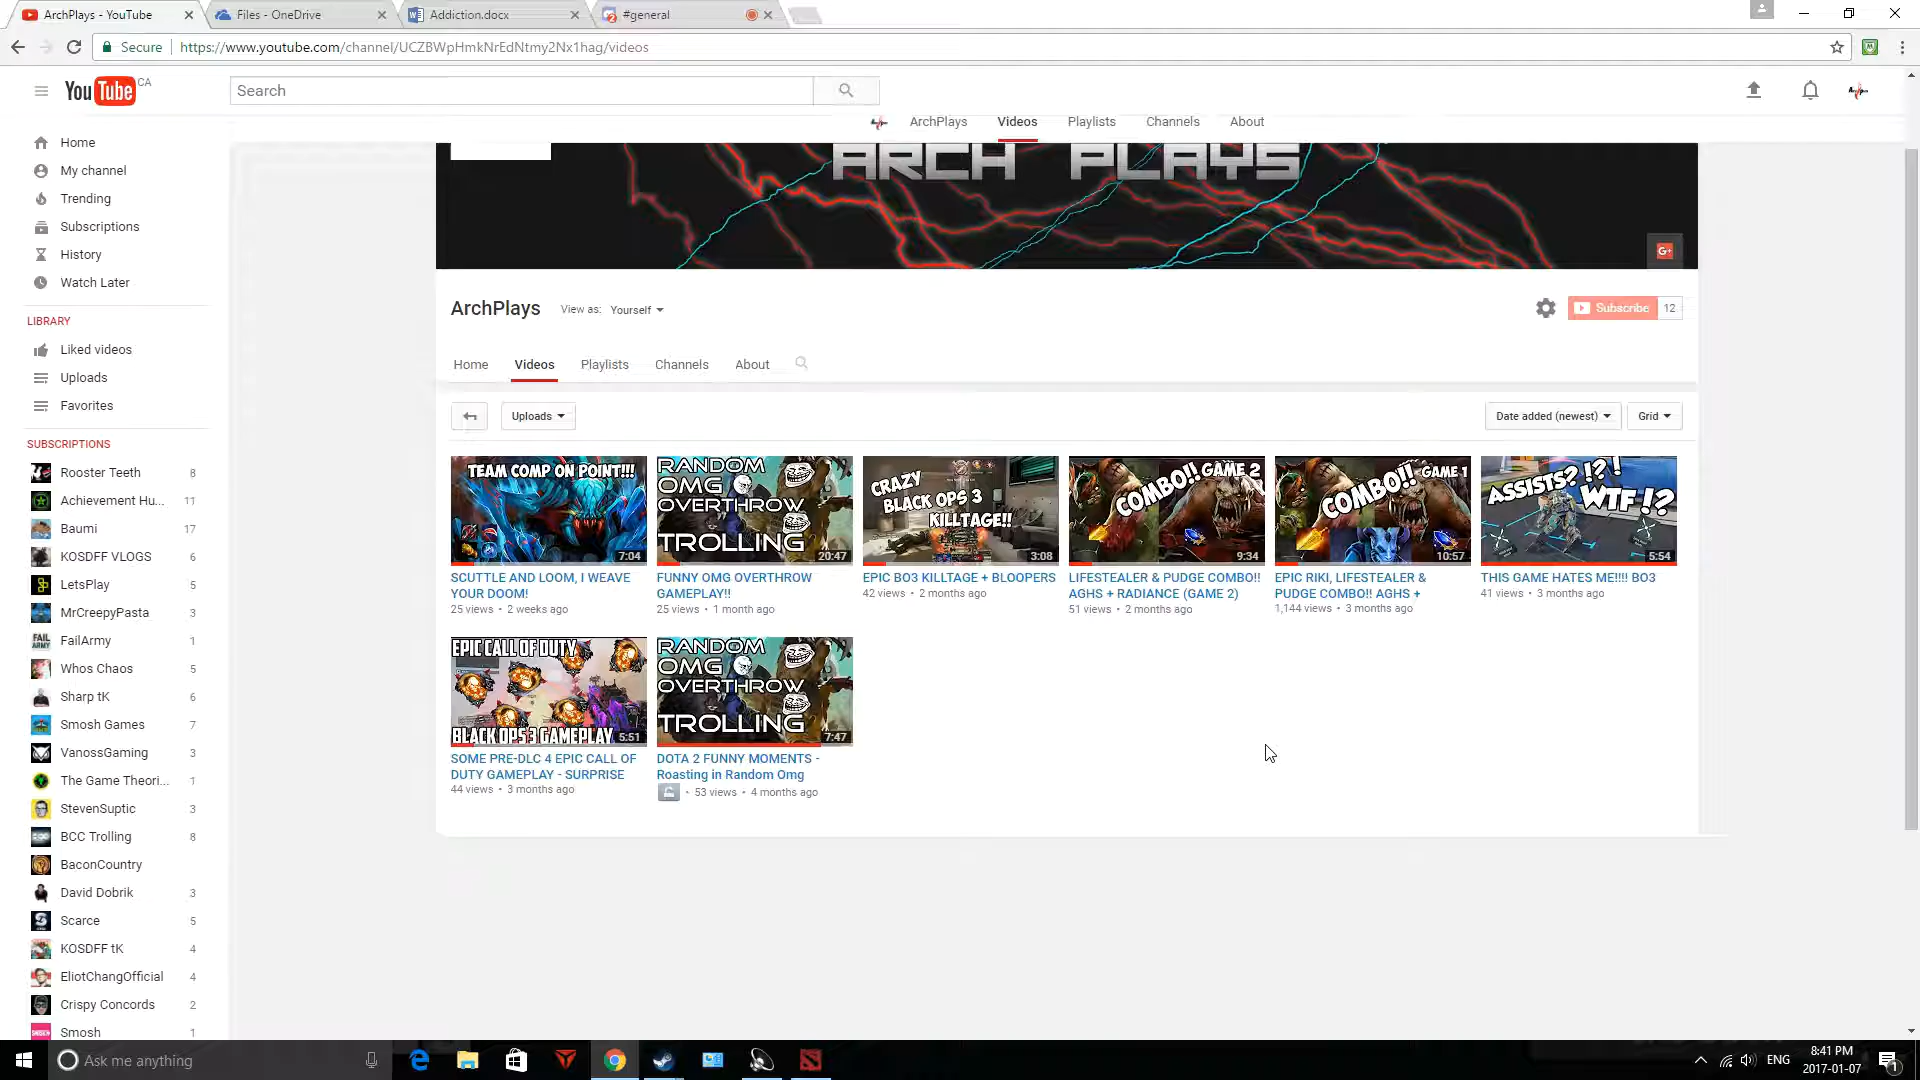 ArchPlays - YouTube
Files - OneDrive
Addiction.docx
#general
Secure
https://www.youtube.com/channel/UCZBWpHmkNrEdNtmy2Nx1hag/videos
YouTube CA
Search
ArchPlays Videos Playlists Channels About
Home
My channel
Trending
Subscriptions
History
Watch Later
LIBRARY
Liked videos
Uploads
Favorites
SUBSCRIPTIONS
Rooster Teeth 8
Achievement Hu... 11
Baumi 17
KOSDFF VLOGS 6
LetsPlay 5
MrCreepyPasta 3
FailArmy 1
Whos Chaos 5
Sharp tK 6
Smosh Games 7
VanossGaming 3
The Game Theori... 1
StevenSuptic 3
BCC Trolling 8
BaconCountry
David Dobrik 3
Scarce 5
KOSDFF tK 4
EliotChangOfficial 4
Crispy Concords 2
Smosh 1
ARCH PLAYS
G+
ArchPlays View as: Yourself
Subscribe 12
Home Videos Playlists Channels About
Uploads
Date added (newest) Grid
TEAM COMP ON POINT!!!
7:04
SCUTTLE AND LOOM, I WEAVE
YOUR DOOM!
25 views • 2 weeks ago
RANDOM
OMG
OVERTHROW
TROLLING
20:47
FUNNY OMG OVERTHROW
GAMEPLAY!!
25 views • 1 month ago
CRAZY
BLACK OPS 3
KILLTAGE!!
3:08
EPIC BO3 KILLTAGE + BLOOPERS
42 views • 2 months ago
COMBO!! GAME 2
9:34
LIFESTEALER & PUDGE COMBO!!
AGHS + RADIANCE (GAME 2)
51 views • 2 months ago
COMBO!! GAME 1
10:57
EPIC RIKI, LIFESTEALER &
PUDGE COMBO!! AGHS +
1,144 views • 3 months ago
ASSISTS?!?!
WTF!?
5:54
THIS GAME HATES ME!!!! BO3
41 views • 3 months ago
EPIC CALL OF DUTY
BLACK OPS 3 GAMEPLAY
5:51
SOME PRE-DLC 4 EPIC CALL OF
DUTY GAMEPLAY - SURPRISE
44 views • 3 months ago
RANDOM
OMG
OVERTHROW
TROLLING
7:47
DOTA 2 FUNNY MOMENTS -
Roasting in Random Omg
• 53 views • 4 months ago
Ask me anything
ENG
8:41 PM
2017-01-07
1